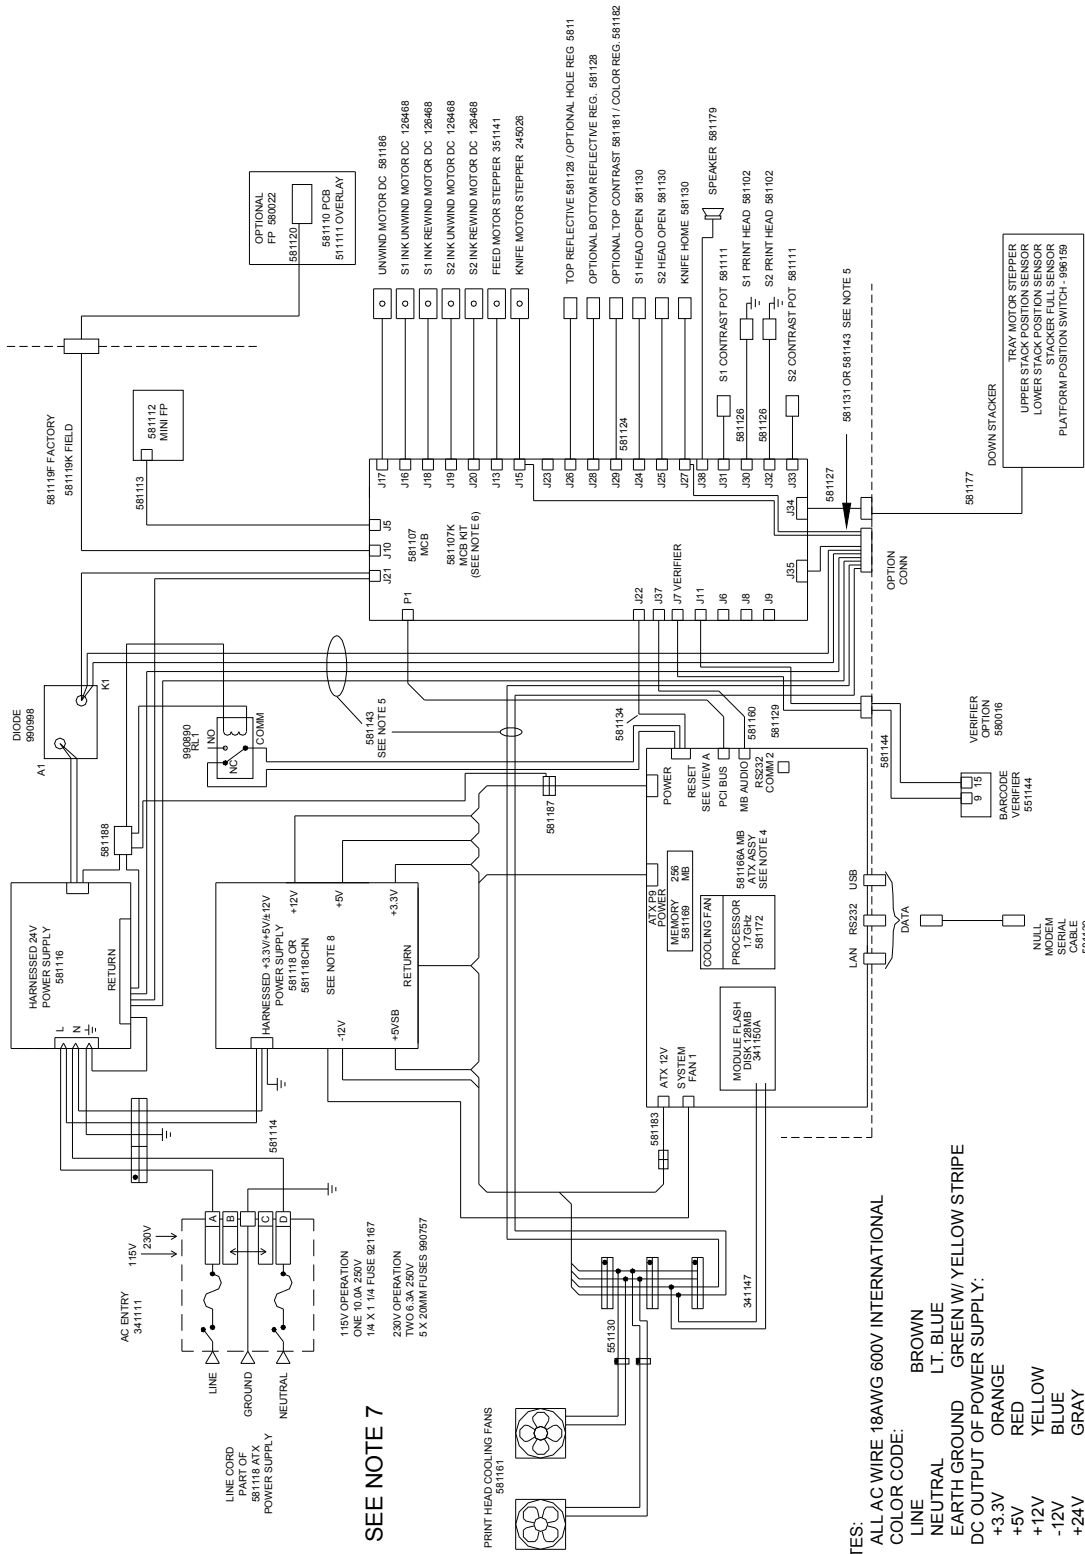 LINE CORD
PART OF
581118 ATX
POWER SUPPLY
LINE
GROUND
NEUTRAL
AC ENTRY
341111
115V
230V
A
B
C
D
115V OPERATION
ONE 10.0A 250V
1/4 X 1 1/4 FUSE 921167
230V OPERATION
TWO 6.3A 250V
5 X 20MM FUSES 990757
SEE NOTE 7
581114
HARNESSED 24V
POWER SUPPLY
581116
L
N
RETURN
581188
DIODE
990998
A1
K1
990890
RL1
NO
NC
COMM
HARNESSED +3.3V/+5V/±12V
POWER SUPPLY
581118 OR
581118CHN
SEE NOTE 8
+12V
+5V
+3.3V
-12V
+5VSB
RETURN
581187
581143
SEE NOTE 5
581119F FACTORY
581119K FIELD
581113
581112
MINI FP
OPTIONAL
FP 580022
581120
581110 PCB
511111 OVERLAY
J21
J10
J5
P1
581107
MCB
581107K
MCB KIT
(SEE NOTE 6)
J17
J16
J18
J19
J20
J13
J15
J23
J26
J28
J29
J24
J25
J27
J38
J31
J30
J32
J33
J34
J35
J22
J37
J7 VERIFIER
J11
J6
J8
J9
UNWIND MOTOR DC 581186
S1 INK UNWIND MOTOR DC 126468
S1 INK REWIND MOTOR DC 126468
S2 INK UNWIND MOTOR DC 126468
S2 INK REWIND MOTOR DC 126468
FEED MOTOR STEPPER 351141
KNIFE MOTOR STEPPER 245026
TOP REFLECTIVE 581128 / OPTIONAL HOLE REG 5811
OPTIONAL BOTTOM REFLECTIVE REG. 581128
OPTIONAL TOP CONTRAST 581181 / COLOR REG. 581182
581124
S1 HEAD OPEN 581130
S2 HEAD OPEN 581130
KNIFE HOME 581130
SPEAKER 581179
S1 CONTRAST POT 581111
581126
S1 PRINT HEAD 581102
581126
S2 PRINT HEAD 581102
S2 CONTRAST POT 581111
581127
581131 OR 581143 SEE NOTE 5
OPTION
CONN
581177
DOWN STACKER
TRAY MOTOR STEPPER
UPPER STACK POSITION SENSOR
LOWER STACK POSITION SENSOR
STACKER FULL SENSOR
PLATFORM POSITION SWITCH - 996159
581134
581160
581129
581144
POWER
RESET
SEE VIEW A
PCI BUS
MB AUDIO
RS232
COMM 2
ATX P9
POWER
MEMORY
581169
256
MB
581166A MB
ATX ASSY
SEE NOTE 4
COOLING FAN
PROCESSOR
1.7GHz
581172
MODULE FLASH
DISK 128MB
341150A
ATX 12V
SYSTEM
FAN 1
581183
LAN
RS232
USB
DATA
NULL
MODEM
SERIAL
CABLE
9
15
BARCODE
VERIFIER
551144
VERIFIER
OPTION
580016
341147
551130
PRINT HEAD COOLING FANS
581161
TES:
ALL AC WIRE 18AWG 600V INTERNATIONAL
COLOR CODE:
LINE BROWN
NEUTRAL LT. BLUE
EARTH GROUND GREEN W/ YELLOW STRIPE
DC OUTPUT OF POWER SUPPLY:
+3.3V ORANGE
+5V RED
+12V YELLOW
-12V BLUE
+24V GRAY